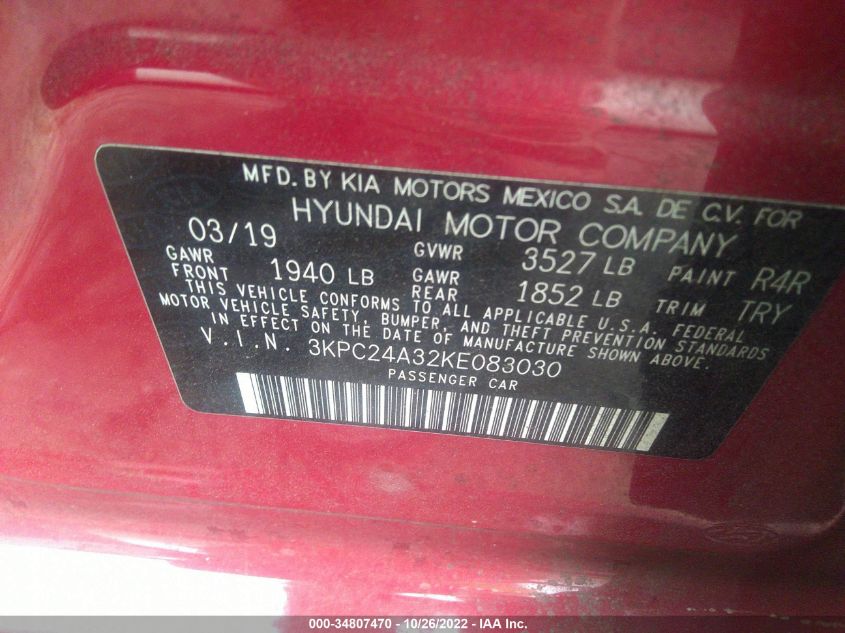 MFD. BY KIA MOTORS MEXICO S.A. DE C.V. FOR
HYUNDAI MOTOR COMPANY
03/19 GVWR 3527 LB PAINT R4R
GAWR FRONT 1940 LB GAWR REAR 1852 LB TRIM TRY
THIS VEHICLE CONFORMS TO ALL APPLICABLE U.S. FEDERAL
MOTOR VEHICLE SAFETY, BUMPER, AND THEFT PREVENTION STANDARDS
IN EFFECT ON THE DATE OF MANUFACTURE SHOWN ABOVE.
V.I.N. 3KPC24A32KE083030
PASSENGER CAR
000-34807470 - 10/26/2022 - IAA Inc.